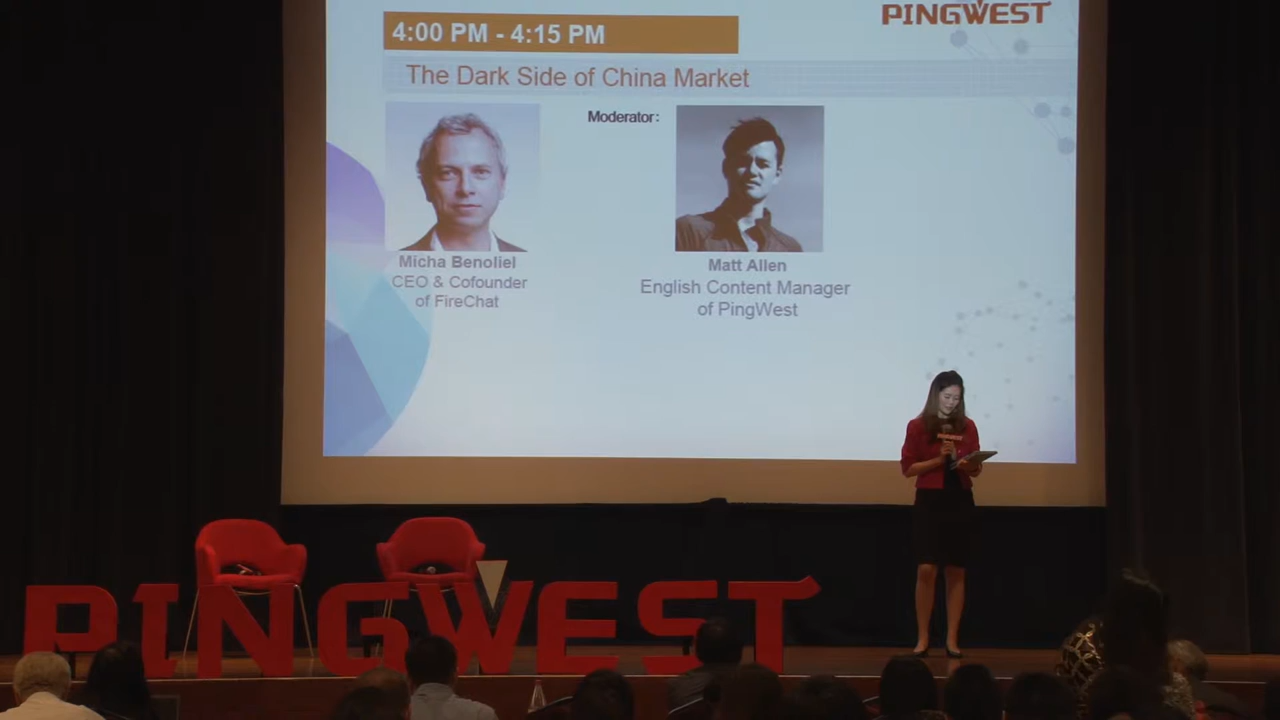 PINGWEST
4:00 PM - 4:15 PM
The Dark Side of China Market
Moderator:
Micha Benoliel
CEO & Cofounder
of FireChat
Matt Allen
English Content Manager
of PingWest
PINGWEST
PINGWEST